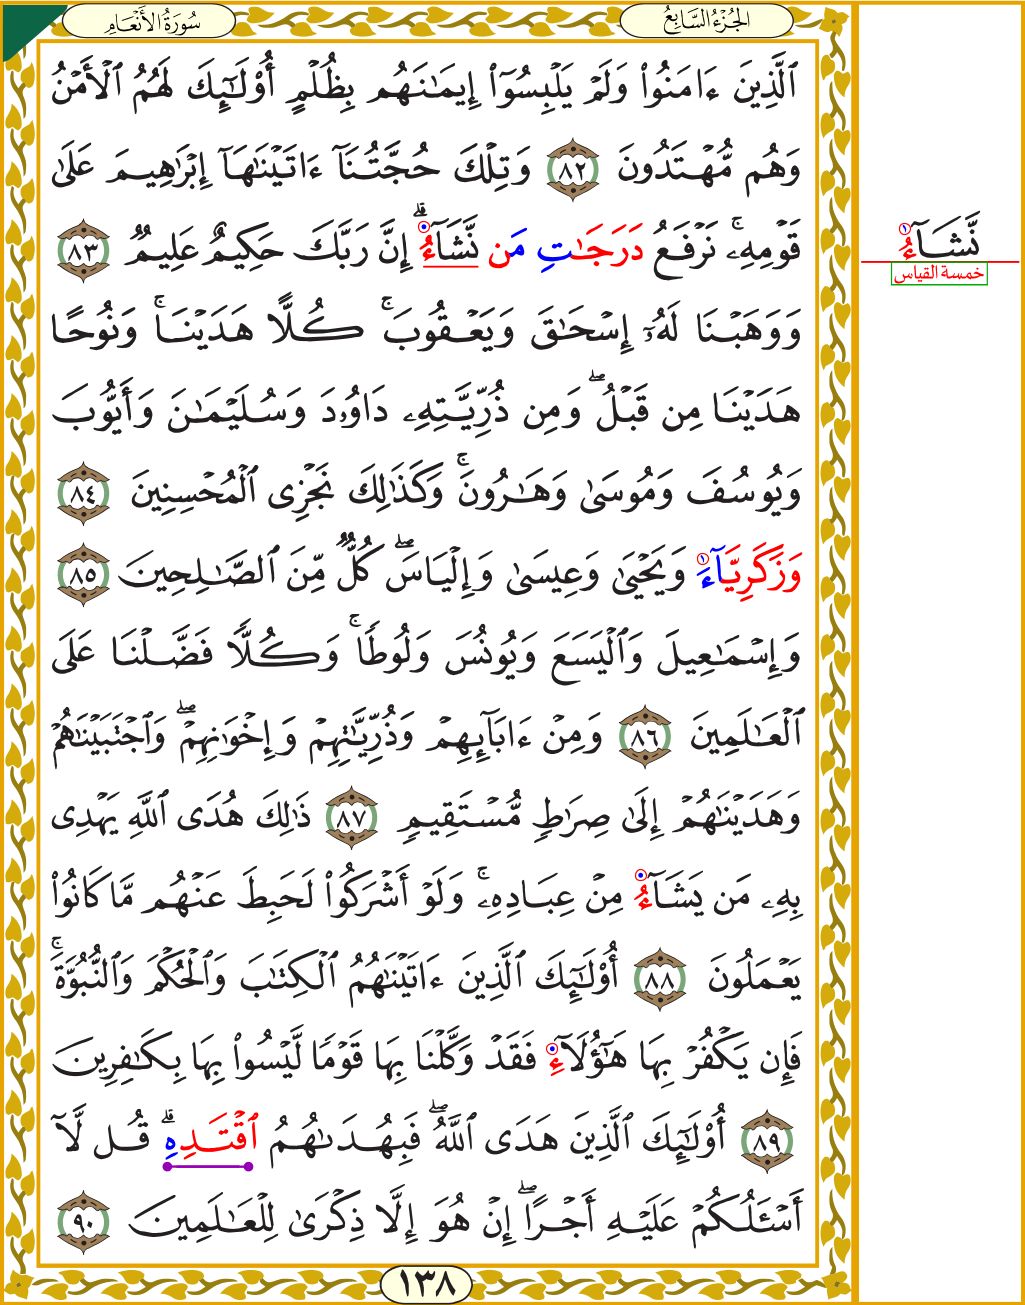 الجُزْءُ السَّابِعُ
سُورَةُ الأَنْعَامِ
ٱلَّذِينَ ءَامَنُوا۟ وَلَمْ يَلْبِسُوٓا۟ إِيمَـٰنَهُم بِظُلْمٍ أُو۟لَـٰٓئِكَ لَهُمُ ٱلْأَمْنُ
وَهُم مُّهْتَدُونَ ٨٢ وَتِلْكَ حُجَّتُنَآ ءَاتَيْنَـٰهَآ إِبْرَٰهِيمَ عَلَىٰ
قَوْمِهِۦ ۚ نَرْفَعُ دَرَجَـٰتِ مَن نَّشَآءُ ۗ إِنَّ رَبَّكَ حَكِيمٌ عَلِيمٌ ٨٣
وَوَهَبْنَا لَهُۥٓ إِسْحَـٰقَ وَيَعْقُوبَ ۚ كُلًّا هَدَيْنَا ۚ وَنُوحًا
هَدَيْنَا مِن قَبْلُ ۖ وَمِن ذُرِّيَّتِهِۦ دَاوُۥدَ وَسُلَيْمَـٰنَ وَأَيُّوبَ
وَيُوسُفَ وَمُوسَىٰ وَهَـٰرُونَ ۚ وَكَذَٰلِكَ نَجْزِى ٱلْمُحْسِنِينَ ٨٤
وَزَكَرِيَّآءَ وَيَحْيَىٰ وَعِيسَىٰ وَإِلْيَاسَ ۖ كُلٌّ مِّنَ ٱلصَّـٰلِحِينَ ٨٥
وَإِسْمَـٰعِيلَ وَٱلْيَسَعَ وَيُونُسَ وَلُوطًا ۚ وَكُلًّا فَضَّلْنَا عَلَى
ٱلْعَـٰلَمِينَ ٨٦ وَمِنْ ءَابَآئِهِمْ وَذُرِّيَّـٰتِهِمْ وَإِخْوَٰنِهِمْ ۖ وَٱجْتَبَيْنَـٰهُمْ
وَهَدَيْنَـٰهُمْ إِلَىٰ صِرَٰطٍ مُّسْتَقِيمٍ ٨٧ ذَٰلِكَ هُدَى ٱللَّهِ يَهْدِى
بِهِۦ مَن يَشَآءُ مِنْ عِبَادِهِۦ ۚ وَلَوْ أَشْرَكُوا۟ لَحَبِطَ عَنْهُم مَّا كَانُوا۟
يَعْمَلُونَ ٨٨ أُو۟لَـٰٓئِكَ ٱلَّذِينَ ءَاتَيْنَـٰهُمُ ٱلْكِتَـٰبَ وَٱلْحُكْمَ وَٱلنُّبُوَّةَ ۚ
فَإِن يَكْفُرْ بِهَا هَـٰٓؤُلَآءِ فَقَدْ وَكَّلْنَا بِهَا قَوْمًا لَّيْسُوا۟ بِهَا بِكَـٰفِرِينَ
٨٩ أُو۟لَـٰٓئِكَ ٱلَّذِينَ هَدَى ٱللَّهُ ۖ فَبِهُدَىٰهُمُ ٱقْتَدِهِ ۗ قُل لَّآ
أَسْـَٔلُكُمْ عَلَيْهِ أَجْرًا ۖ إِنْ هُوَ إِلَّا ذِكْرَىٰ لِلْعَـٰلَمِينَ ٩٠
١٣٨
نَّشَآءُ
خمسة القياس